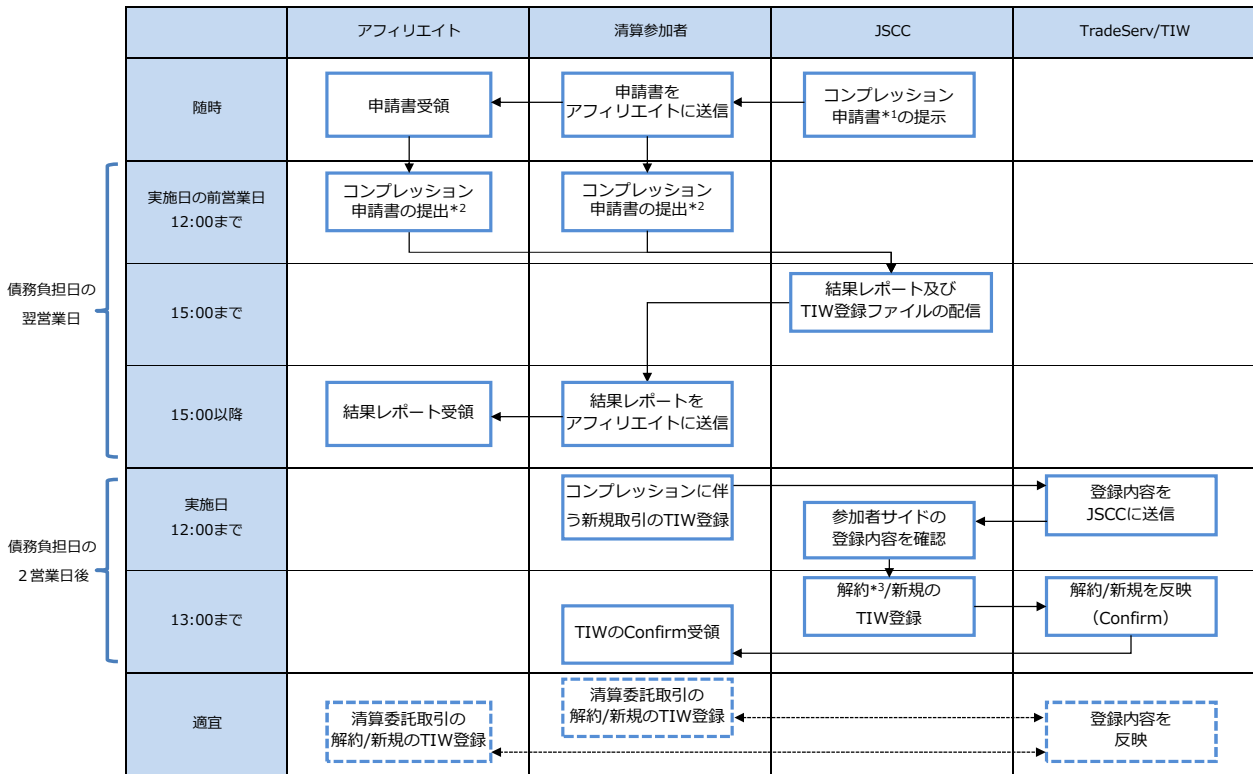 アフィリエイト
清算参加者
JSCC
TradeServ/TIW
随時
申請書受領
申請書を
アフィリエイトに送信
コンプレッション
申請書*1の提示
債務負担日の
翌営業日
実施日の前営業日
12:00まで
コンプレッション
申請書の提出*2
コンプレッション
申請書の提出*2
15:00まで
結果レポート及び
TIW登録ファイルの配信
15:00以降
結果レポート受領
結果レポートを
アフィリエイトに送信
債務負担日の
2営業日後
実施日
12:00まで
コンプレッションに伴
う新規取引のTIW登録
参加者サイドの
登録内容を確認
登録内容を
JSCCに送信
13:00まで
TIWのConfirm受領
解約*3/新規の
TIW登録
解約/新規を反映
（Confirm）
適宜
清算委託取引の
解約/新規のTIW登録
清算委託取引の
解約/新規のTIW登録
登録内容を
反映